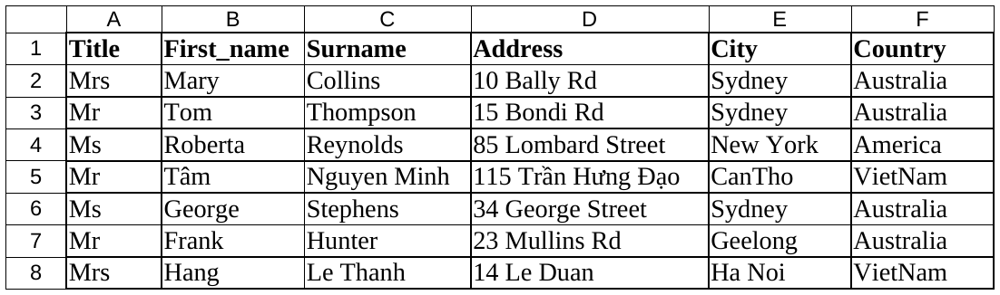 A B C D E F
1 Title First_name Surname Address City Country
2 Mrs Mary Collins 10 Bally Rd Sydney Australia
3 Mr Tom Thompson 15 Bondi Rd Sydney Australia
4 Ms Roberta Reynolds 85 Lombard Street New York America
5 Mr Tâm Nguyen Minh 115 Trần Hưng Đạo CanTho VietNam
6 Ms George Stephens 34 George Street Sydney Australia
7 Mr Frank Hunter 23 Mullins Rd Geelong Australia
8 Mrs Hang Le Thanh 14 Le Duan Ha Noi VietNam